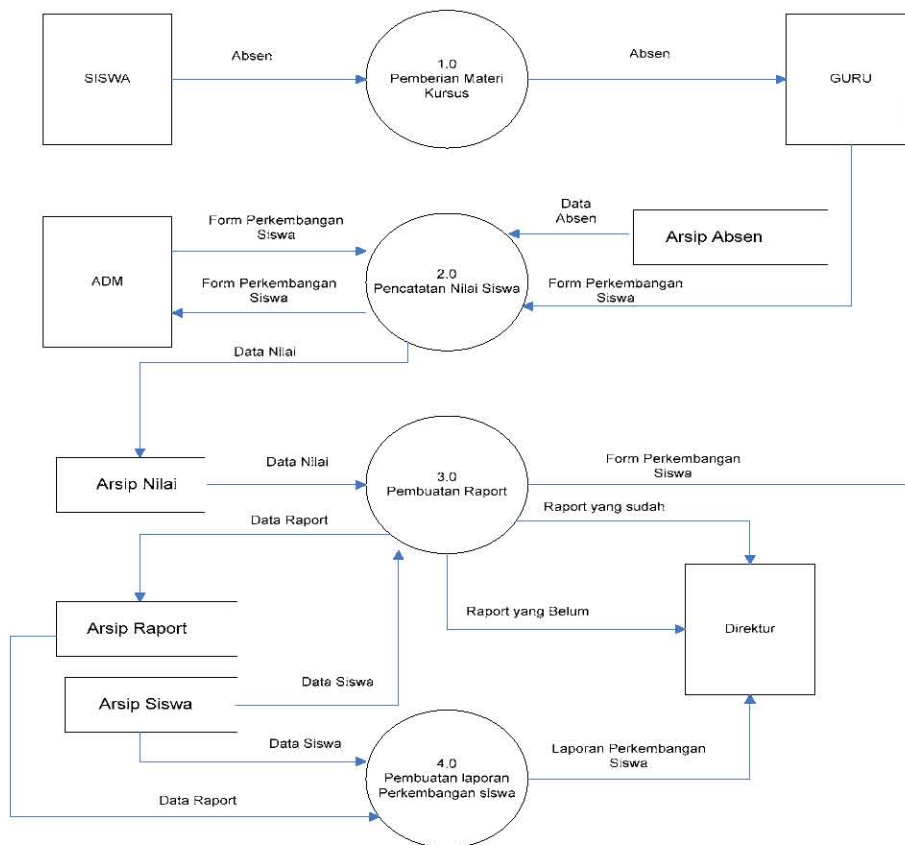 SISWA
Absen
1.0
Pemberian Materi
Kursus
Absen
GURU
ADM
Form Perkembangan
Siswa
Form Perkembangan
Siswa
2.0
Pencatatan Nilai Siswa
Data
Absen
Arsip Absen
Form Perkembangan
Siswa
Data Nilai
Arsip Nilai
Data Nilai
3.0
Pembuatan Raport
Form Perkembangan
Siswa
Raport yang sudah
Data Raport
Raport yang Belum
Direktur
Arsip Raport
Data Siswa
Arsip Siswa
Data Siswa
4.0
Pembuatan laporan
Perkembangan siswa
Laporan Perkembangan
Siswa
Data Raport